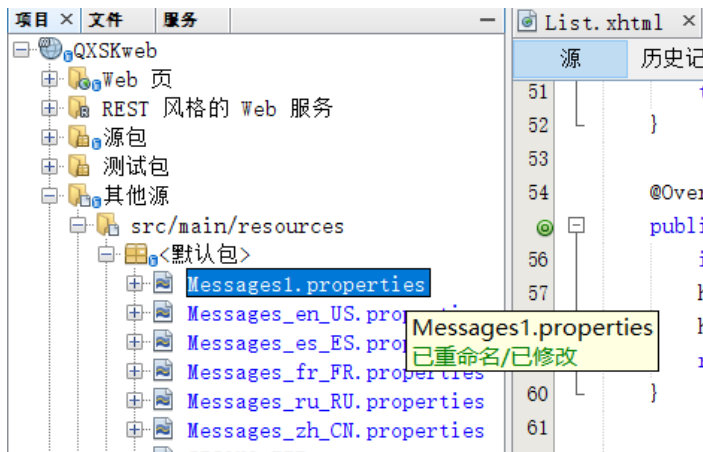 项目 × 文件 服务 —
List.xhtml ×
QXSKweb
源 历史记
Web 页
51
REST 风格的 Web 服务
52 }
源包
53
测试包
54 @Over
其他源
publi
src/main/resources
56
<默认包>
57
Messages1.properties
Messages_en_US.prop
Messages1.properties
Messages_es_ES.prop
已重命名/已修改
Messages_fr_FR.properties
60 }
Messages_ru_RU.properties
61
Messages_zh_CN.properties